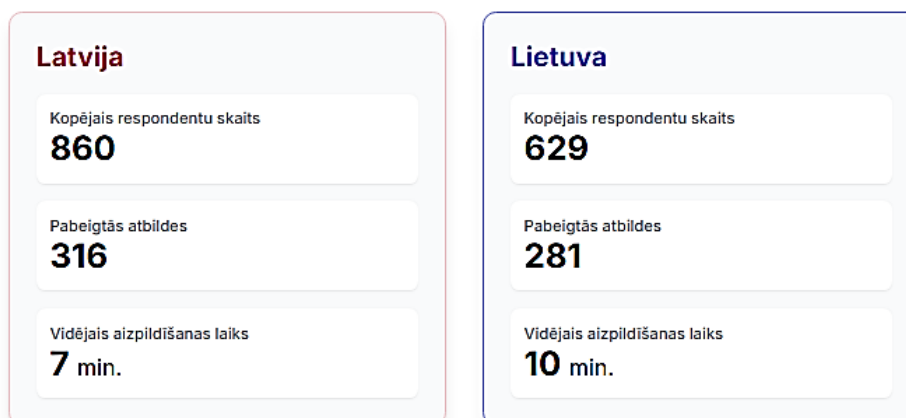 Latvija
Kopējais respondentu skaits
860
Pabeigtās atbildes
316
Vidējais aizpildīšanas laiks
7 min.
Lietuva
Kopējais respondentu skaits
629
Pabeigtās atbildes
281
Vidējais aizpildīšanas laiks
10 min.